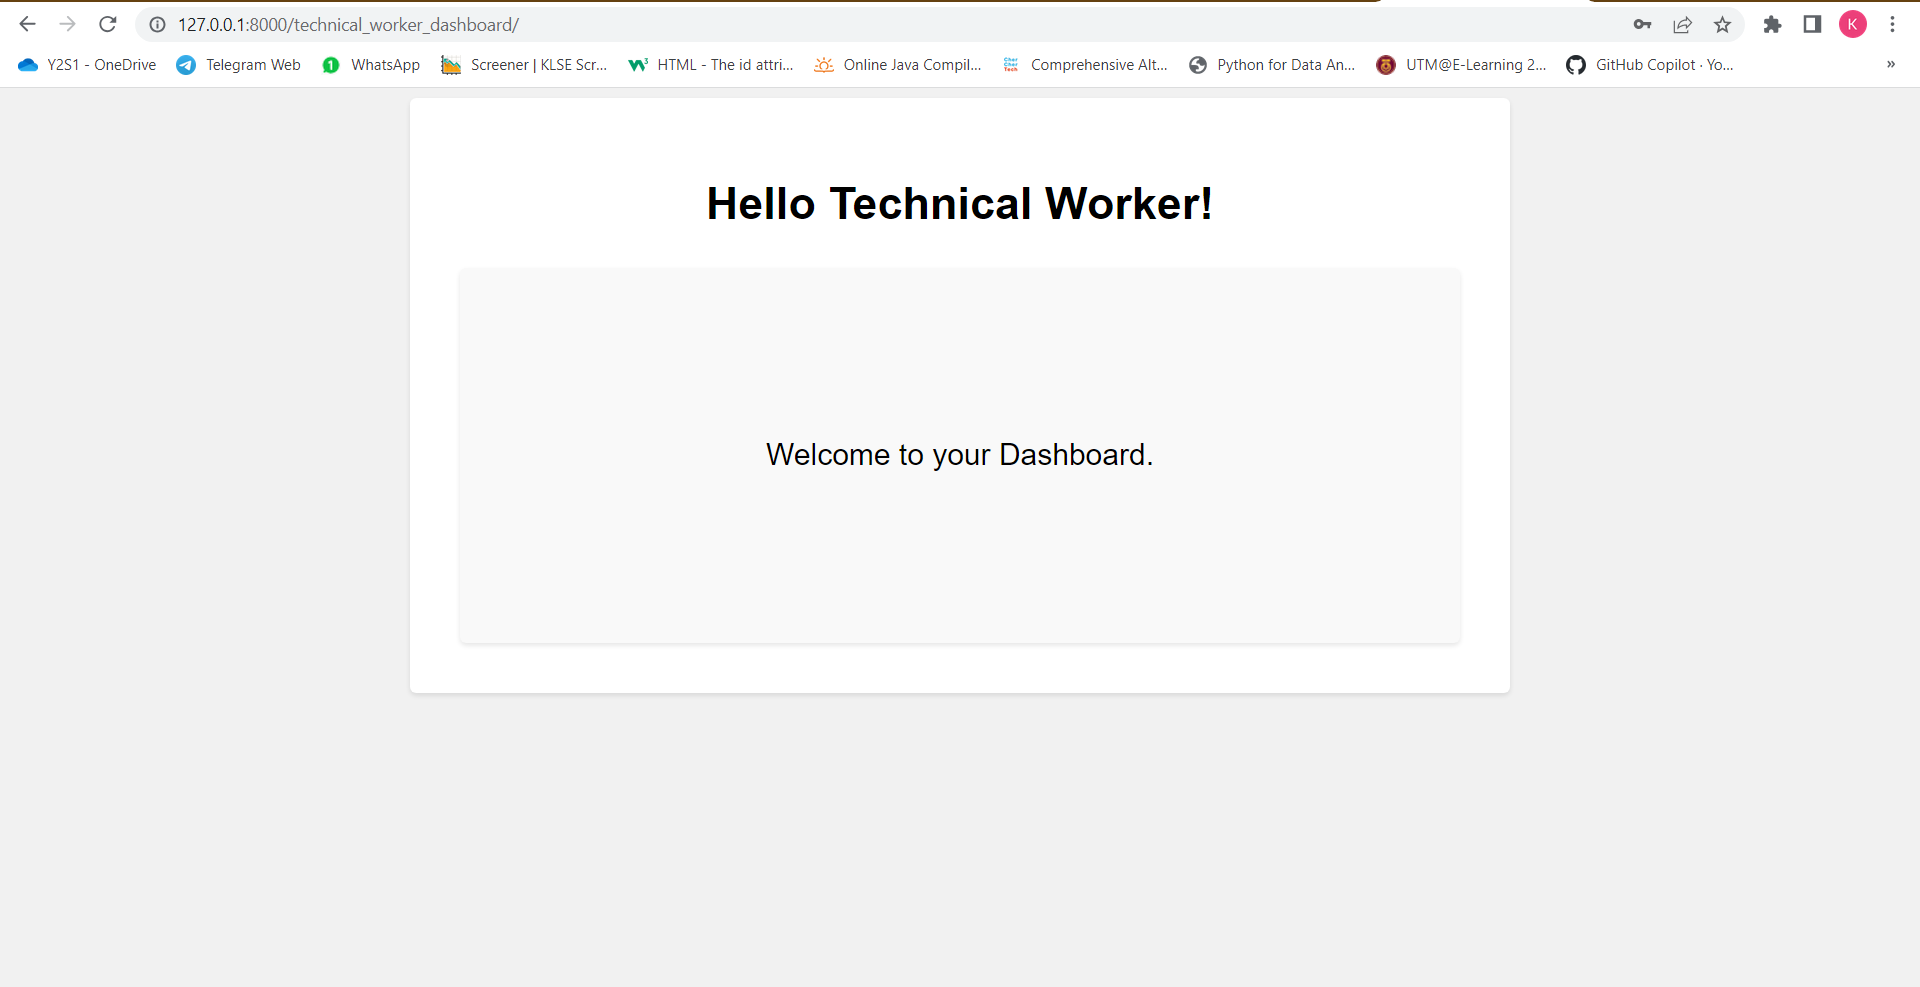 127.0.0.1:8000/technical_worker_dashboard/
K
Y2S1 - OneDrive
Telegram Web
1
WhatsApp
Screener | KLSE Scr...
W3
HTML - The id attri...
Online Java Compil...
Comprehensive Alt...
Python for Data An...
UTM@E-Learning 2...
GitHub Copilot · Yo...
»
Hello Technical Worker!
Welcome to your Dashboard.